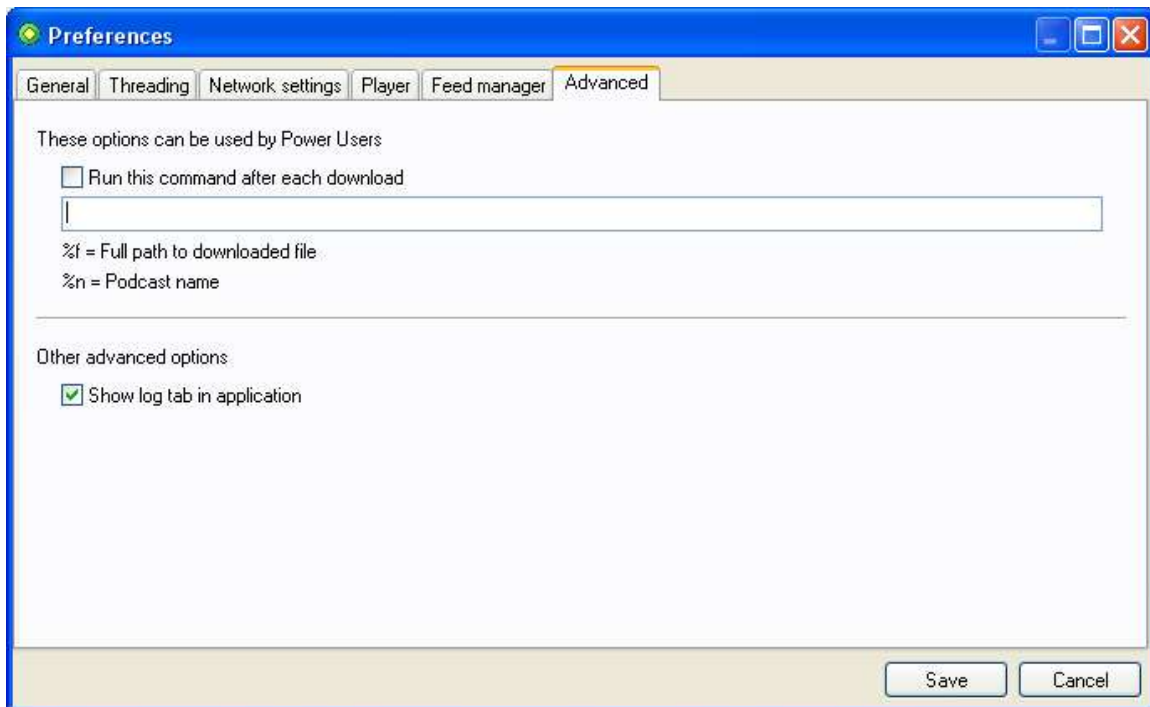 Preferences
General Threading Network settings Player Feed manager Advanced
These options can be used by Power Users
Run this command after each download
%f = Full path to downloaded file
%n = Podcast name
Other advanced options
Show log tab in application
Save Cancel